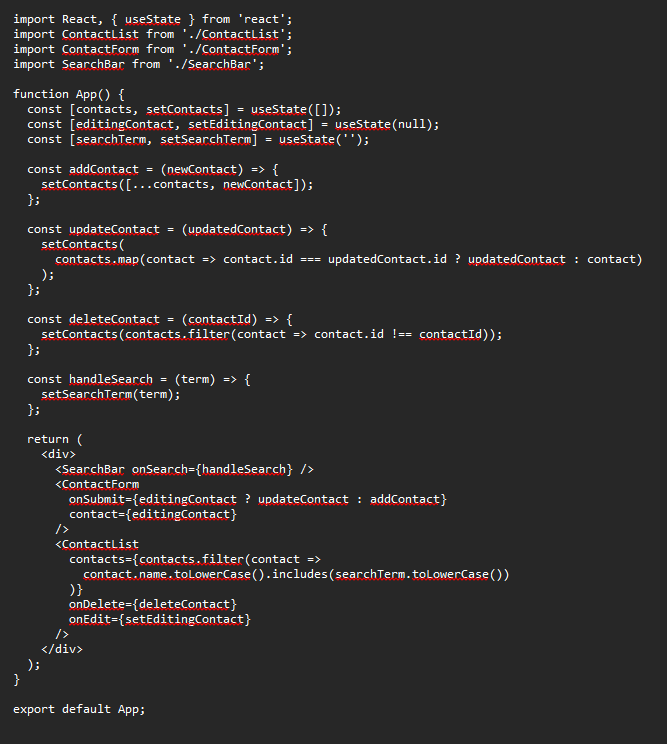 import React, { useState } from 'react';
import ContactList from './ContactList';
import ContactForm from './ContactForm';
import SearchBar from './SearchBar';

function App() {
  const [contacts, setContacts] = useState([]);
  const [editingContact, setEditingContact] = useState(null);
  const [searchTerm, setSearchTerm] = useState('');

  const addContact = (newContact) => {
    setContacts([...contacts, newContact]);
  };

  const updateContact = (updatedContact) => {
    setContacts(
      contacts.map(contact => contact.id === updatedContact.id ? updatedContact : contact)
    );
  };

  const deleteContact = (contactId) => {
    setContacts(contacts.filter(contact => contact.id !== contactId));
  };

  const handleSearch = (term) => {
    setSearchTerm(term);
  };

  return (
    <div>
      <SearchBar onSearch={handleSearch} />
      <ContactForm
        onSubmit={editingContact ? updateContact : addContact}
        contact={editingContact}
      />
      <ContactList
        contacts={contacts.filter(contact =>
          contact.name.toLowerCase().includes(searchTerm.toLowerCase())
        )}
        onDelete={deleteContact}
        onEdit={setEditingContact}
      />
    </div>
  );
}

export default App;